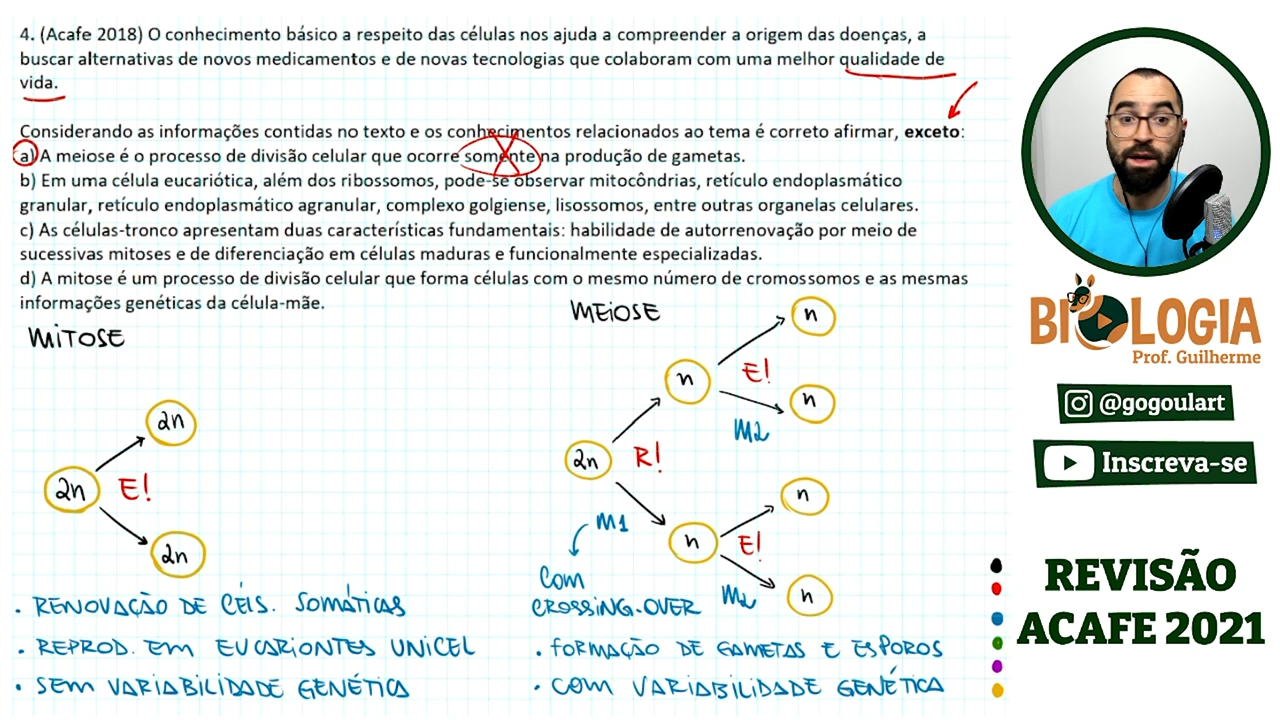 4. (Acafe 2018) O conhecimento básico a respeito das células nos ajuda a compreender a origem das doenças, a
buscar alternativas de novos medicamentos e de novas tecnologias que colaboram com uma melhor qualidade de
vida.
Considerando as informações contidas no texto e os conhecimentos relacionados ao tema é correto afirmar, exceto:
a) A meiose é o processo de divisão celular que ocorre somente na produção de gametas.
b) Em uma célula eucariótica, além dos ribossomos, pode-se observar mitocôndrias, retículo endoplasmático
granular, retículo endoplasmático agranular, complexo golgiense, lisossomos, entre outras organelas celulares.
c) As células-tronco apresentam duas características fundamentais: habilidade de autorrenovação por meio de
sucessivas mitoses e de diferenciação em células maduras e funcionalmente especializadas.
d) A mitose é um processo de divisão celular que forma células com o mesmo número de cromossomos e as mesmas
informações genéticas da célula-mãe.
MITOSE
2n
2n
E!
2n
• RENOVAÇÃO DE CÉLS. SOMÁTICAS
• REPROD. EM EUCARIONTES UNICEL
• SEM VARIABILIDADE GENÉTICA
MEIOSE
n
n
E!
n
M2
2n
R!
M1
n
n
E!
M2
n
COM
CROSSING-OVER
• FORMAÇÃO DE GAMETAS E ESPOROS
• COM VARIABILIDADE GENÉTICA
BIOLOGIA
Prof. Guilherme
@gogoulart
Inscreva-se
REVISÃO
ACAFE 2021